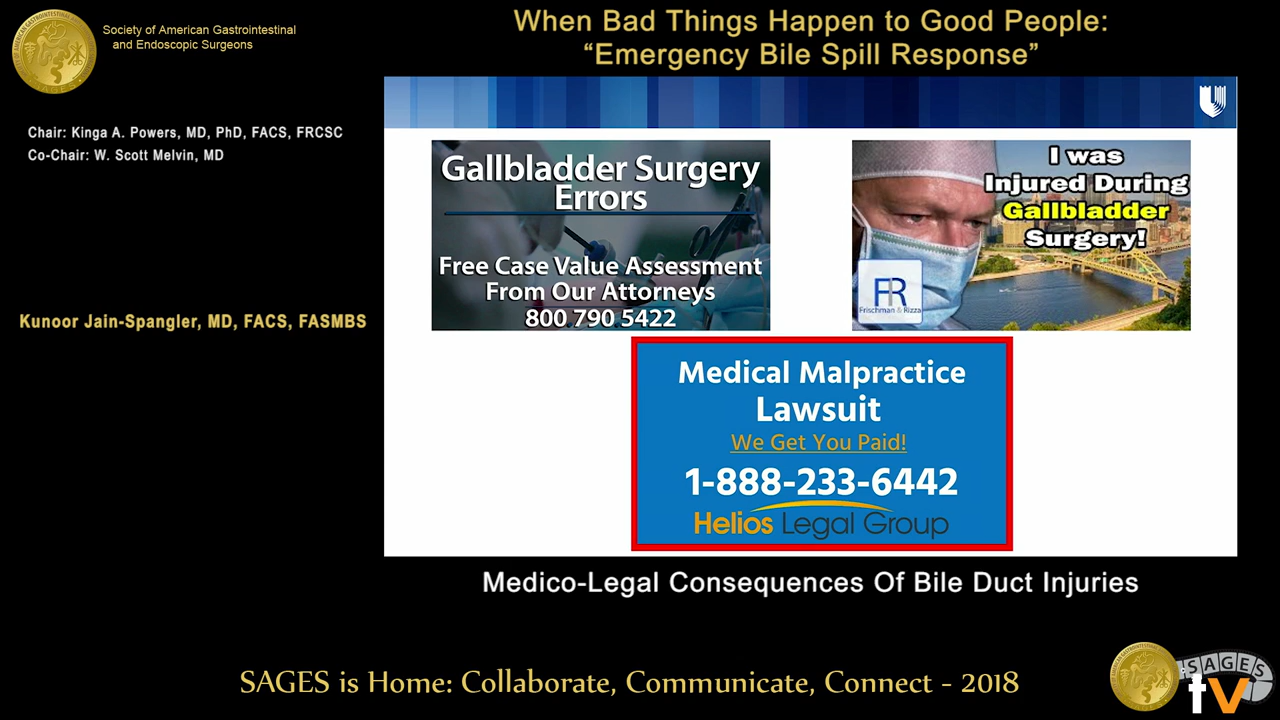 Society of American Gastrointestinal
and Endoscopic Surgeons
When Bad Things Happen to Good People:
“Emergency Bile Spill Response”
Chair: Kinga A. Powers, MD, PhD, FACS, FRCSC
Co-Chair: W. Scott Melvin, MD
Kunoor Jain-Spangler, MD, FACS, FASMBS
Gallbladder Surgery
Errors
Free Case Value Assessment
From Our Attorneys
800 790 5422
I was
Injured During
Gallbladder
Surgery!
FR
Frischman & Rizza
Medical Malpractice
Lawsuit
We Get You Paid!
1-888-233-6442
Helios Legal Group
Medico-Legal Consequences Of Bile Duct Injuries
SAGES is Home: Collaborate, Communicate, Connect - 2018
SAGES
tv